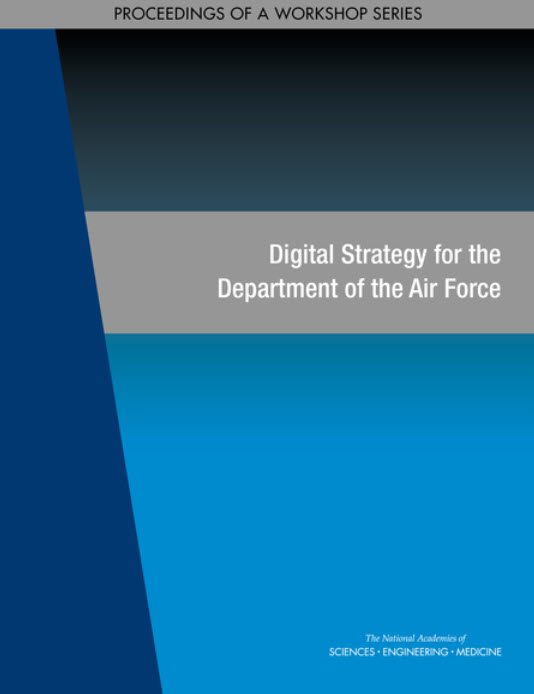 PROCEEDINGS OF A WORKSHOP SERIES
Digital Strategy for the
Department of the Air Force
The National Academies of
SCIENCES • ENGINEERING • MEDICINE